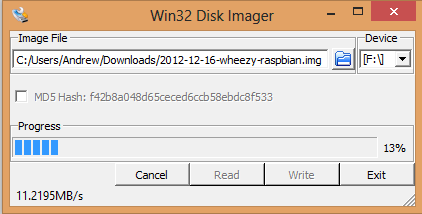 Win32 Disk Imager
Image File
Device
C:/Users/Andrew/Downloads/2012-12-16-wheezy-raspbian.img
[F:\]
MD5 Hash: f42b8a048d65ceced6ccb58ebdc8f533
Progress
13%
Cancel Read Write Exit
11.2195MB/s